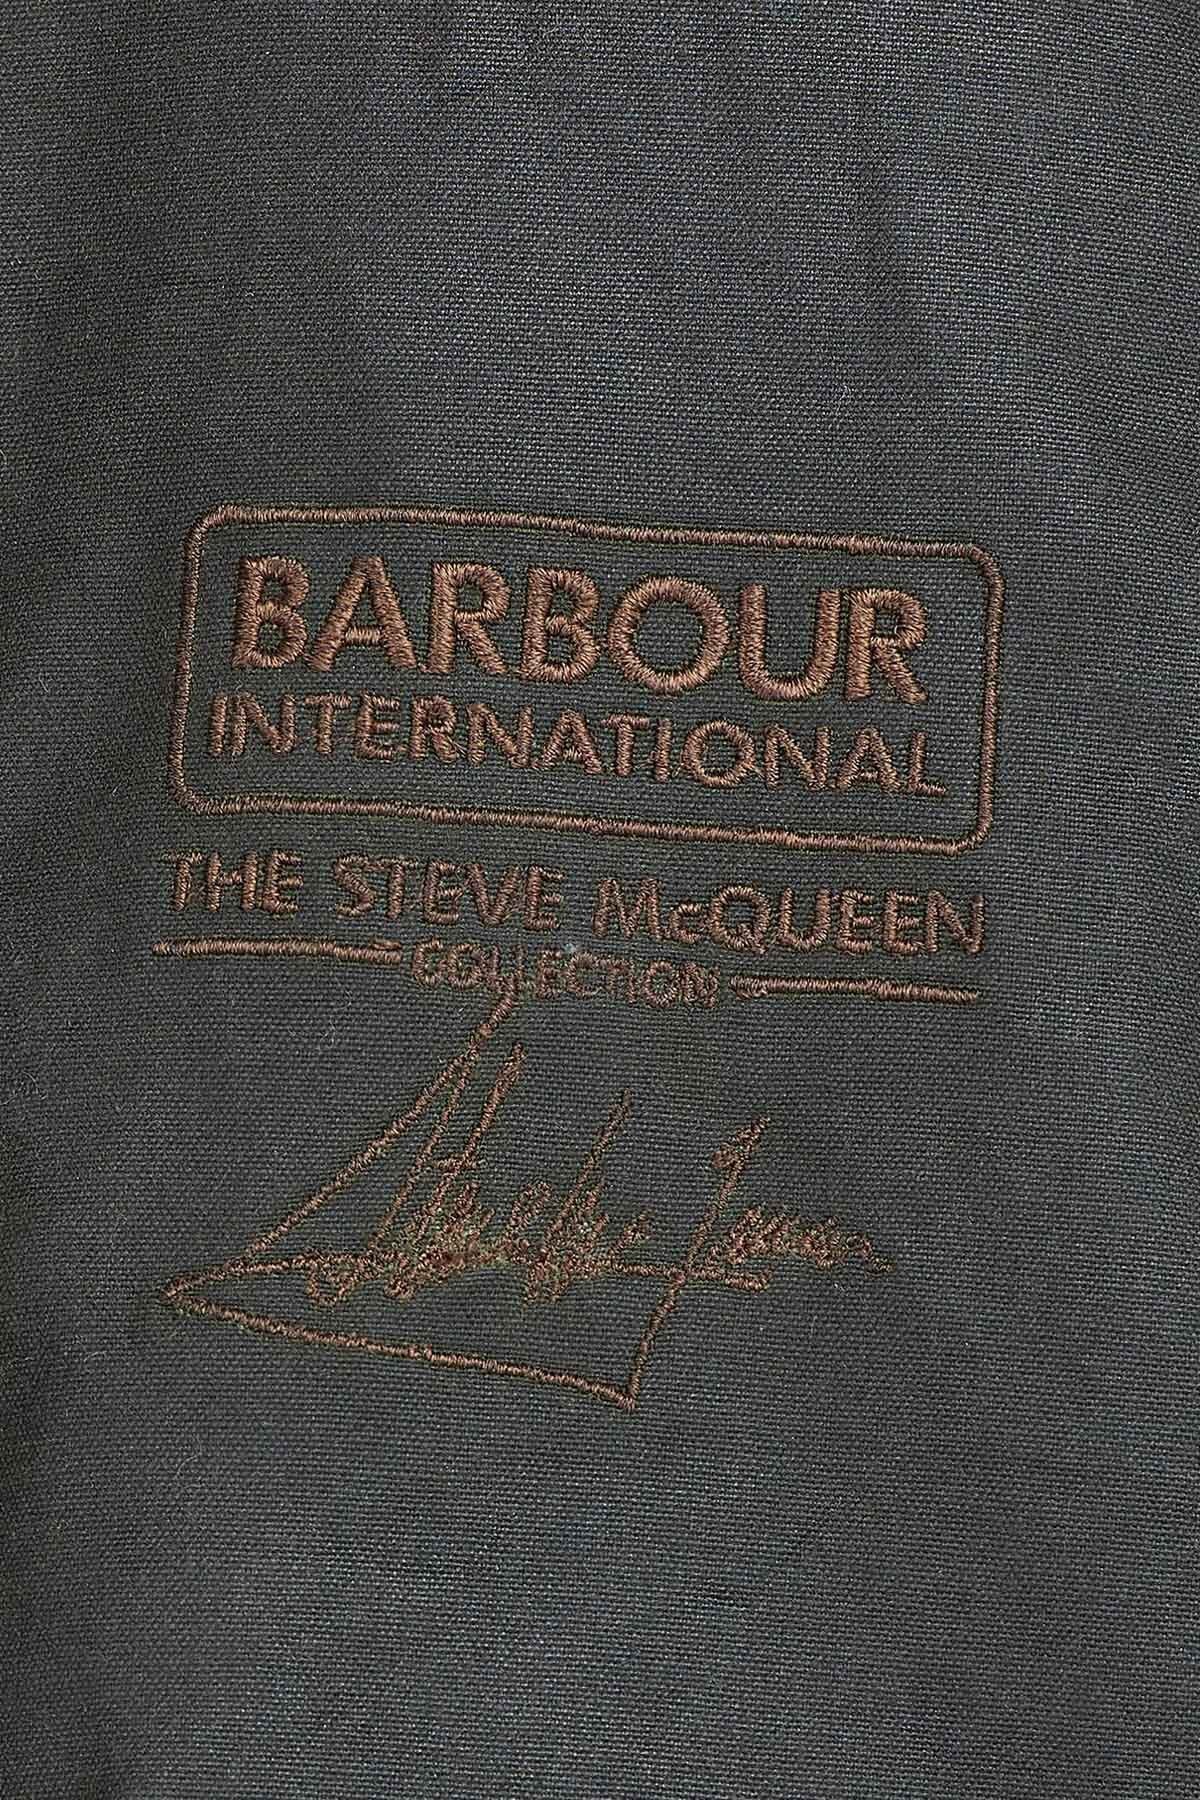 BARBOUR
INTERNATIONAL
THE STEVE McQUEEN
COLLECTION